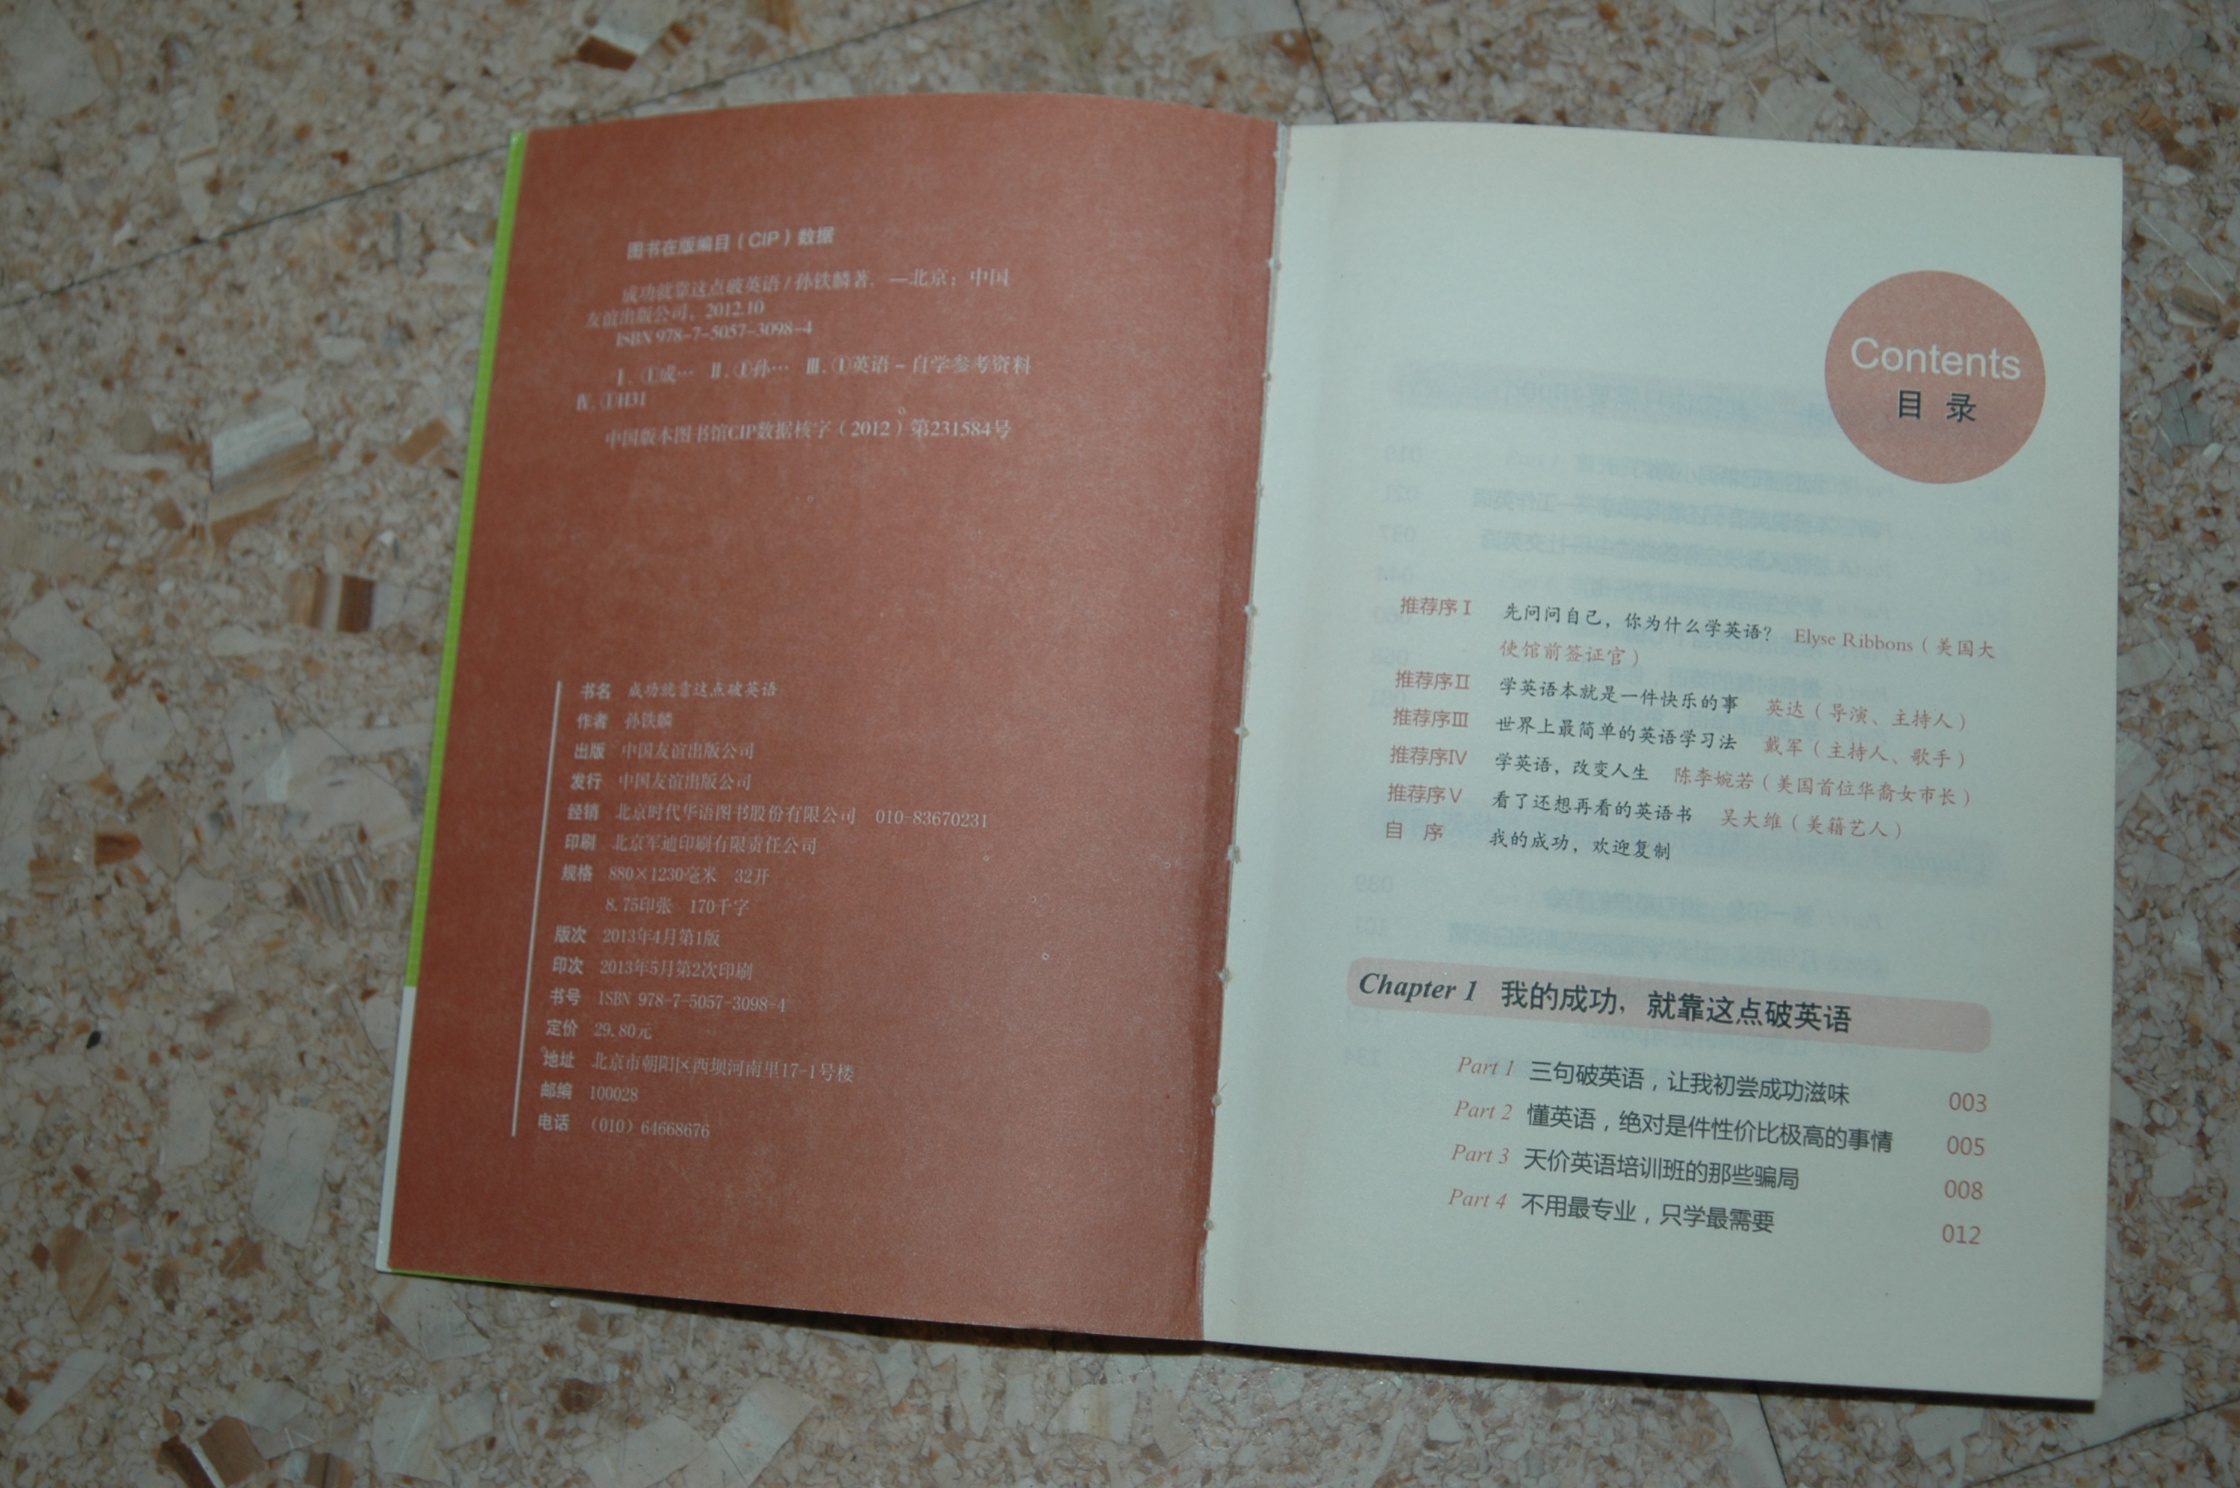 图书在版编目(CIP)数据
成功就靠这点破英语/孙铁麟著. —北京：中国
友谊出版公司，2012.10
ISBN 978-7-5057-3098-4
Ⅰ.①成… Ⅱ.①孙… Ⅲ.①英语－自学参考资料
Ⅳ.①H31
中国版本图书馆CIP数据核字(2012)第231584号
书名 成功就靠这点破英语
作者 孙铁麟
出版 中国友谊出版公司
发行 中国友谊出版公司
经销 北京时代华语图书股份有限公司 010-83670231
印刷 北京军迪印刷有限责任公司
规格 880×1230毫米 32开
8.75印张 170千字
版次 2013年4月第1版
印次 2013年5月第2次印刷
书号 ISBN 978-7-5057-3098-4
定价 29.80元
地址 北京市朝阳区西坝河南里17-1号楼
邮编 100028
电话 (010) 64668676
Contents
目录
推荐序Ⅰ 先问问自己，你为什么学英语？ Elyse Ribbons（美国大
使馆前签证官）
推荐序Ⅱ 学英语本就是一件快乐的事 英达（导演、主持人）
推荐序Ⅲ 世界上最简单的英语学习法 戴军（主持人、歌手）
推荐序Ⅳ 学英语，改变人生 陈李婉若（美国首位华裔女市长）
推荐序Ⅴ 看了还想再看的英语书 吴大维（美籍艺人）
自 序 我的成功，欢迎复制
Chapter 1 我的成功，就靠这点破英语
Part 1 三句破英语，让我初尝成功滋味 003
Part 2 懂英语，绝对是件性价比极高的事情 005
Part 3 天价英语培训班的那些骗局 008
Part 4 不用最专业，只学最需要 012